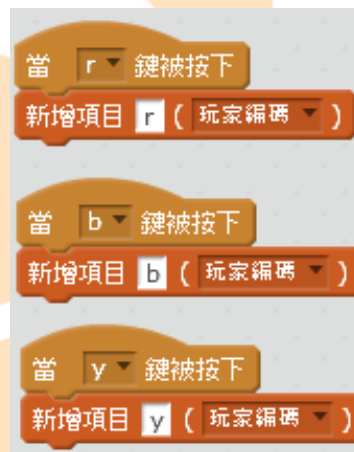 當 r 鍵被按下
新增項目 r ( 玩家編碼 )
當 b 鍵被按下
新增項目 b ( 玩家編碼 )
當 y 鍵被按下
新增項目 y ( 玩家編碼 )